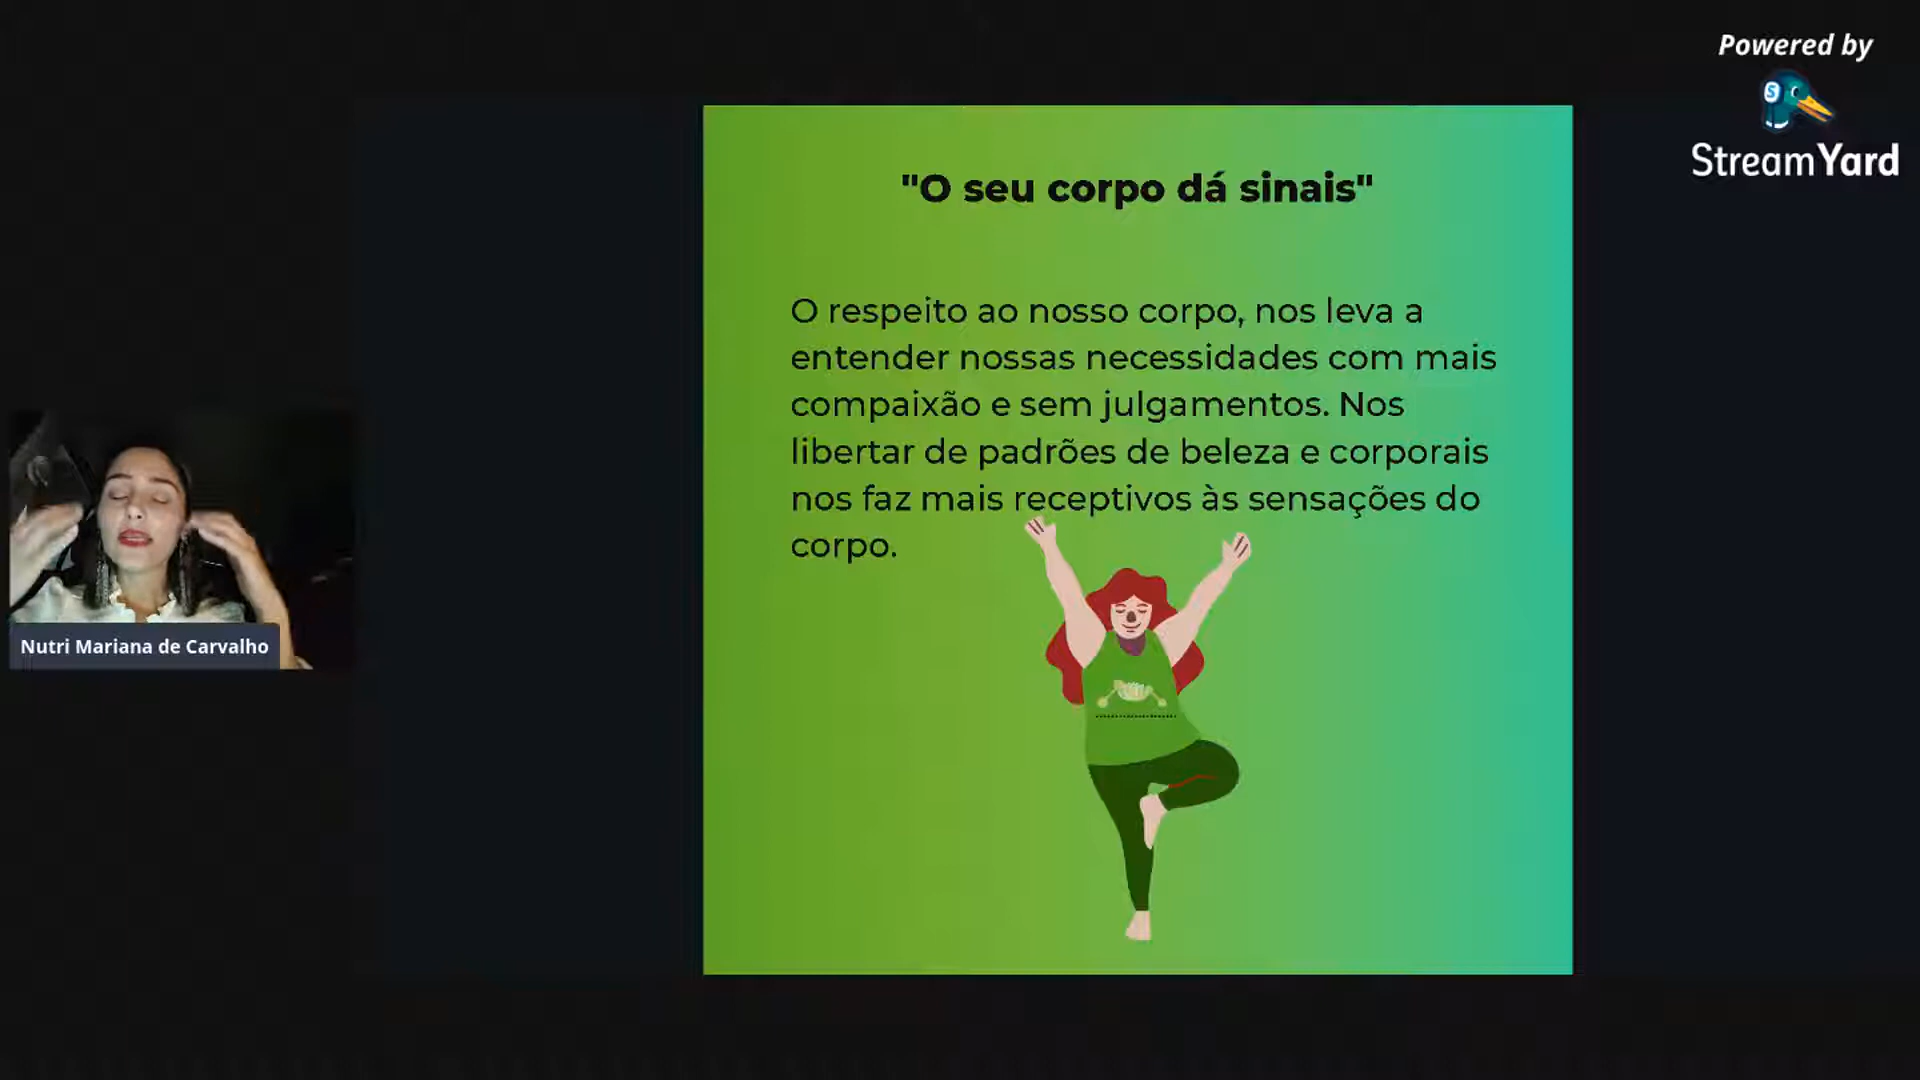 Powered by
StreamYard
"O seu corpo dá sinais"
O respeito ao nosso corpo, nos leva a
entender nossas necessidades com mais
compaixão e sem julgamentos. Nos
libertar de padrões de beleza e corporais
nos faz mais receptivos às sensações do
corpo.
Nutri Mariana de Carvalho